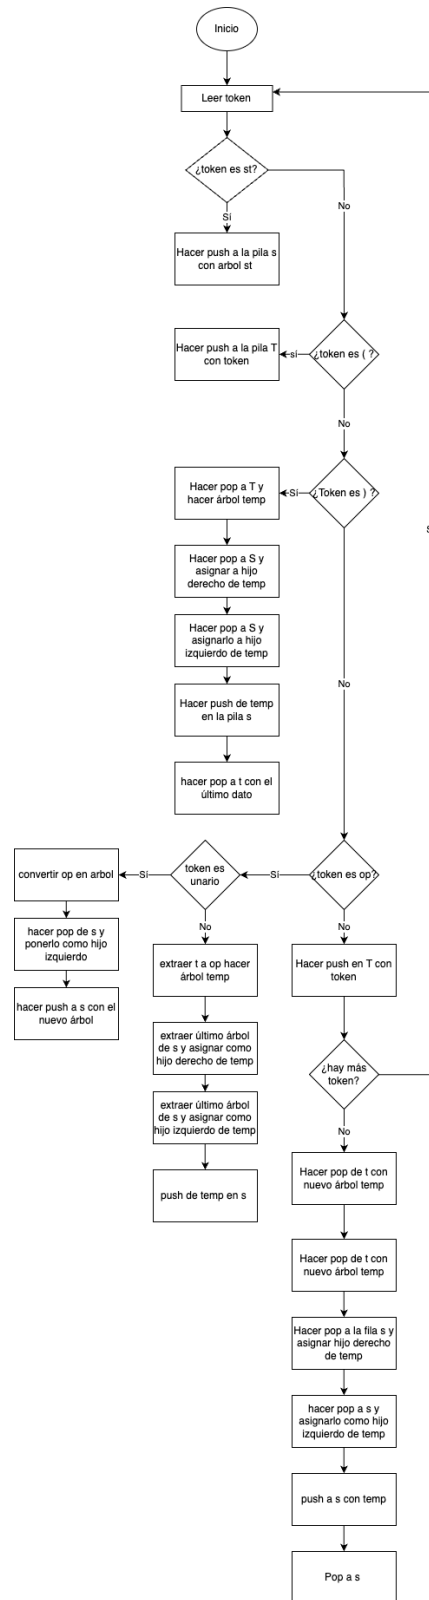 Inicio
Leer token
¿token es st?
Sí
No
Hacer push a la pila s
con arbol st
Hacer push a la pila T
con token
sí
¿token es ( ?
No
Hacer pop a T y
hacer árbol temp
Sí
¿Token es ) ?
Hacer pop a S y
asignar a hijo
derecho de temp
S
Hacer pop a S y
asignarlo a hijo
izquierdo de temp
No
Hacer push de temp
en la pila s
hacer pop a t con el
último dato
convertir op en arbol
Sí
token es
unario
Sí
¿token es op?
No
No
hacer pop de s y
ponerlo como hijo
izquierdo
extraer t a op hacer
árbol temp
Hacer push en T con
token
hacer push a s con el
nuevo árbol
extraer último árbol
de s y asignar como
hijo derecho de temp
¿hay más
token?
extraer último árbol
de s y asignar como
hijo izquierdo de temp
No
push de temp en s
Hacer pop de t con
nuevo árbol temp
Hacer pop de t con
nuevo árbol temp
Hacer pop a la fila s y
asignar hijo derecho
de temp
hacer pop a s y
asignarlo como hijo
izquierdo de temp
push a s con temp
Pop a s